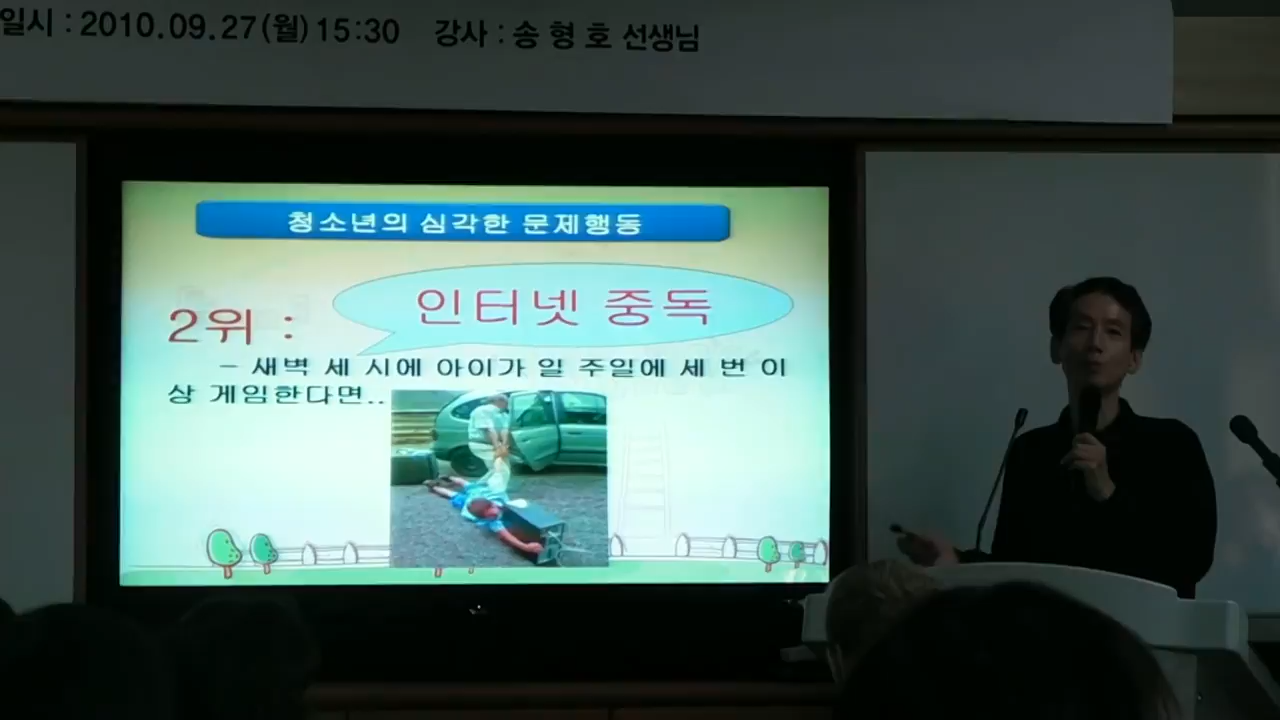 일시 : 2010.09.27(월) 15:30 강사 : 송 형 호 선생님
청소년의 심각한 문제행동
2위 : 인터넷 중독
- 새벽 세 시에 아이가 일 주일에 세 번 이
상 게임한다면..